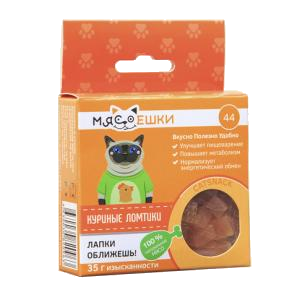 МЯСОЕШКИ
44
Вкусно Полезно Удобно
Улучшает пищеварение
Повышает метаболизм
Нормализует
энергетический обмен
CATSNACK
КУРИНЫЕ ЛОМТИКИ
100%
МЯСО
ЛАПКИ
ОБЛИЖЕШЬ!
35 г изысканности